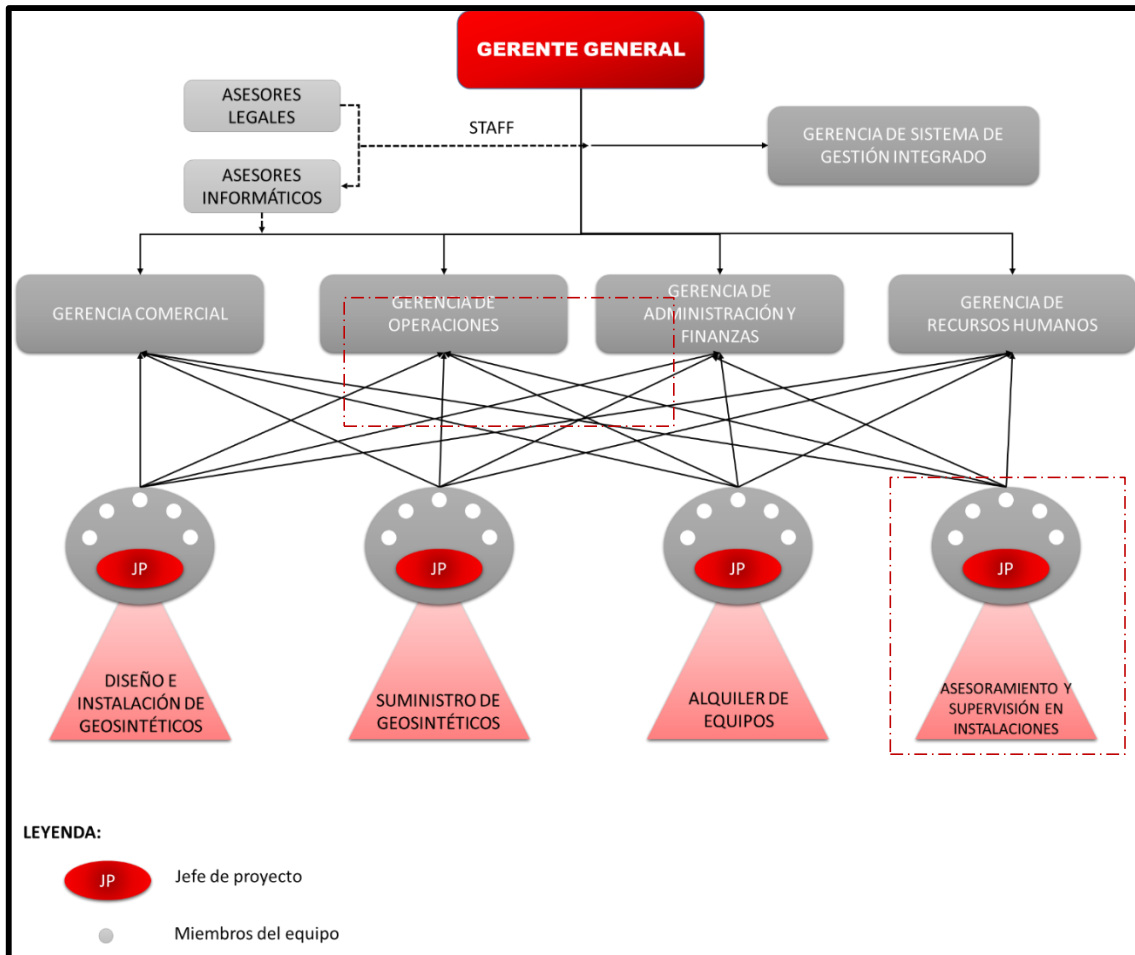 GERENTE GENERAL
ASESORES
LEGALES
STAFF
GERENCIA DE SISTEMA DE
GESTIÓN INTEGRADO
ASESORES
INFORMÁTICOS
GERENCIA COMERCIAL
GERENCIA DE
OPERACIONES
GERENCIA DE
ADMINISTRACIÓN Y
FINANZAS
GERENCIA DE
RECURSOS HUMANOS
JP
JP
JP
JP
DISEÑO E
INSTALACIÓN DE
GEOSINTÉTICOS
SUMINISTRO DE
GEOSINTÉTICOS
ALQUILER DE
EQUIPOS
ASESORAMIENTO Y
SUPERVISIÓN EN
INSTALACIONES
LEYENDA:
JP
Jefe de proyecto
Miembros del equipo